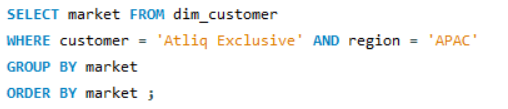 SELECT market FROM dim_customer
WHERE customer = 'Atliq Exclusive' AND region = 'APAC'
GROUP BY market
ORDER BY market ;